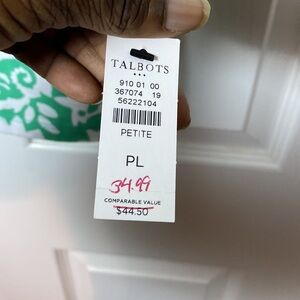 TALBOTS
910 01 00
367074 19
56222104
PETITE
PL
34.99
COMPARABLE VALUE
$44.50